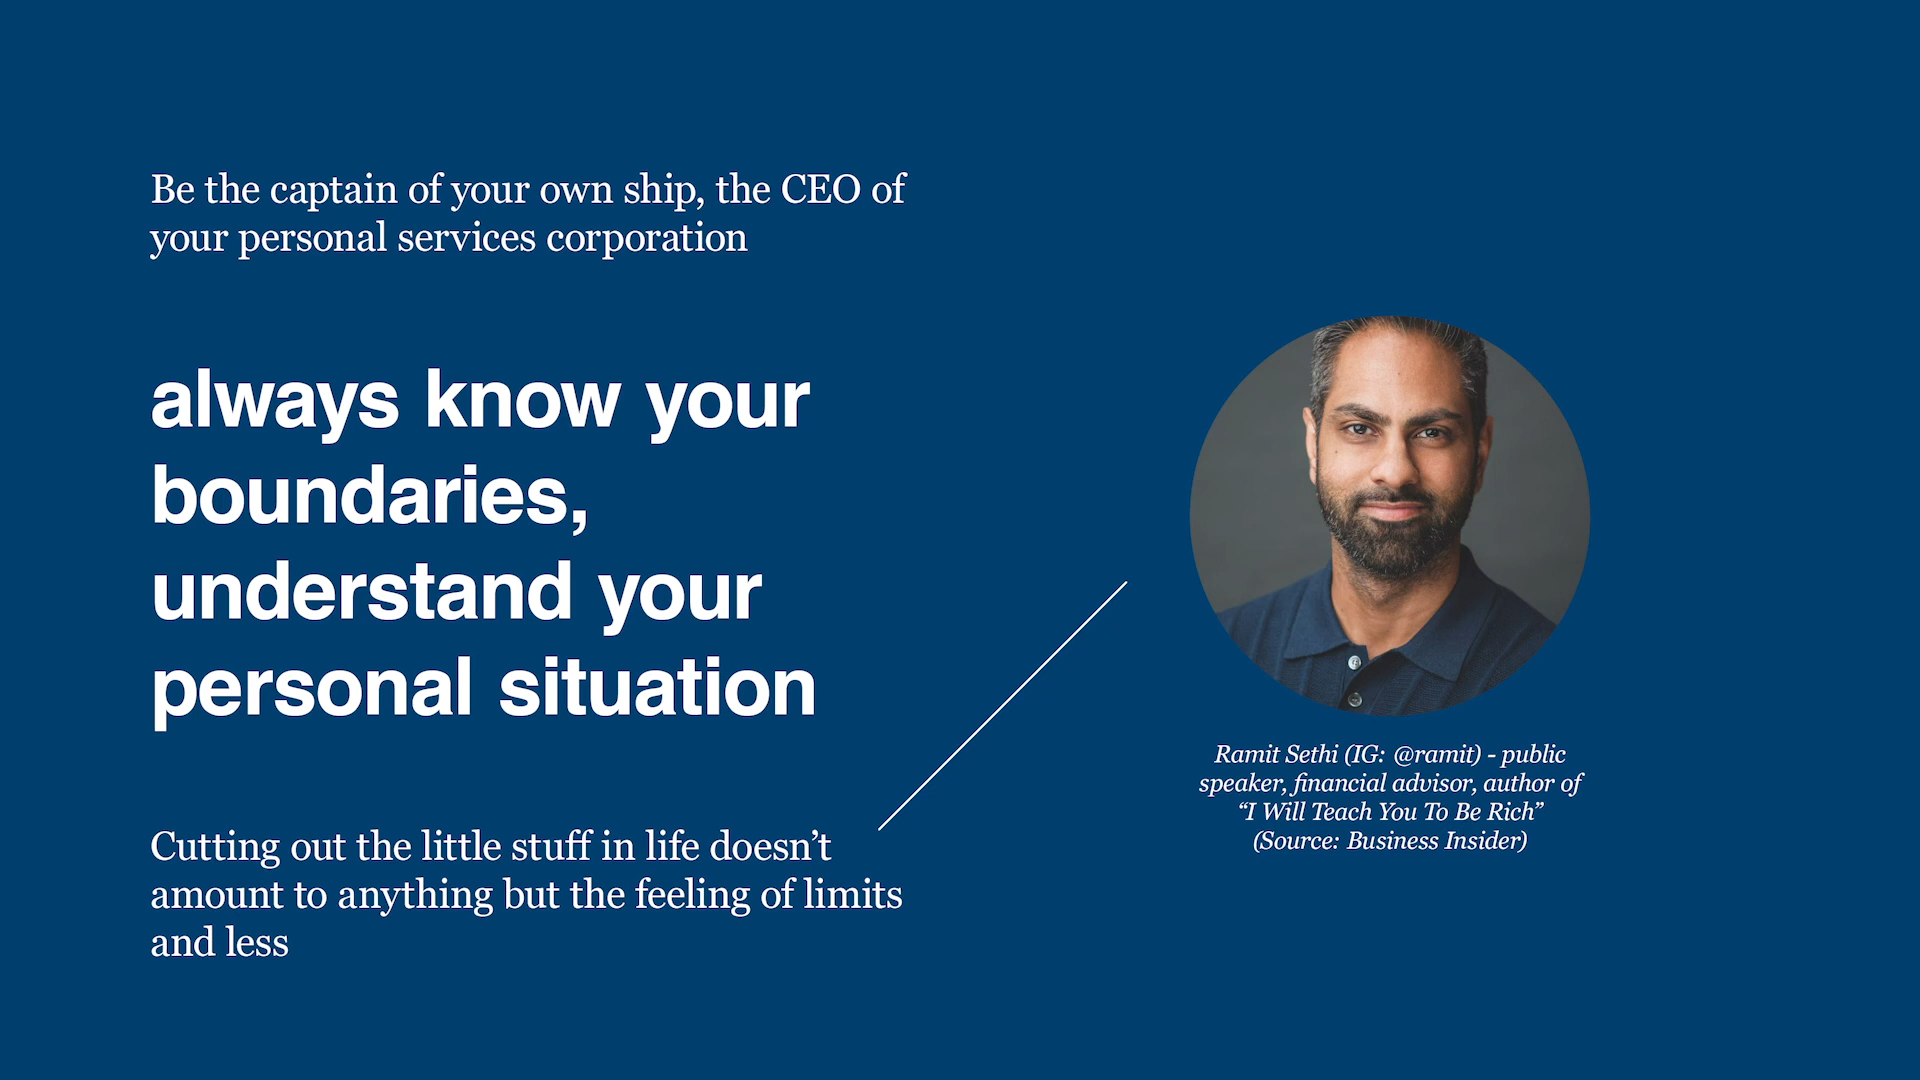 Be the captain of your own ship, the CEO of
your personal services corporation
always know your
boundaries,
understand your
personal situation
Cutting out the little stuff in life doesn’t
amount to anything but the feeling of limits
and less
Ramit Sethi (IG: @ramit) - public
speaker, financial advisor, author of
“I Will Teach You To Be Rich”
(Source: Business Insider)